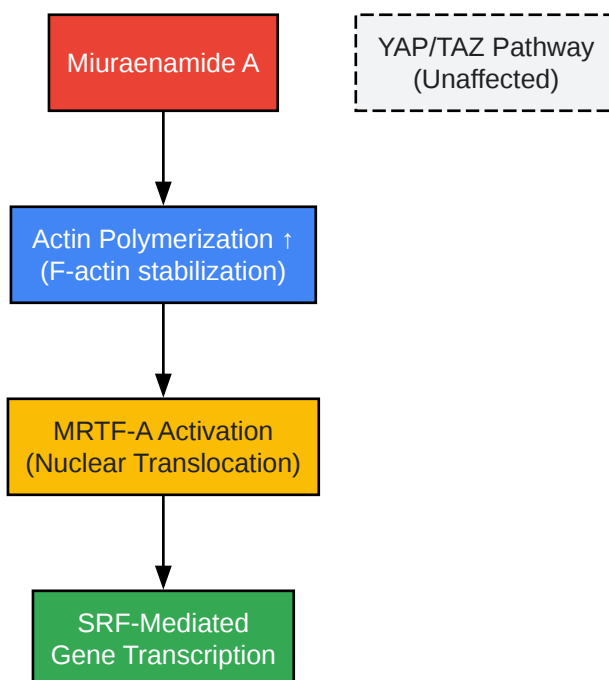 Miuraenamide A
YAP/TAZ Pathway
(Unaffected)
Actin Polymerization ↑
(F-actin stabilization)
MRTF-A Activation
(Nuclear Translocation)
SRF-Mediated
Gene Transcription